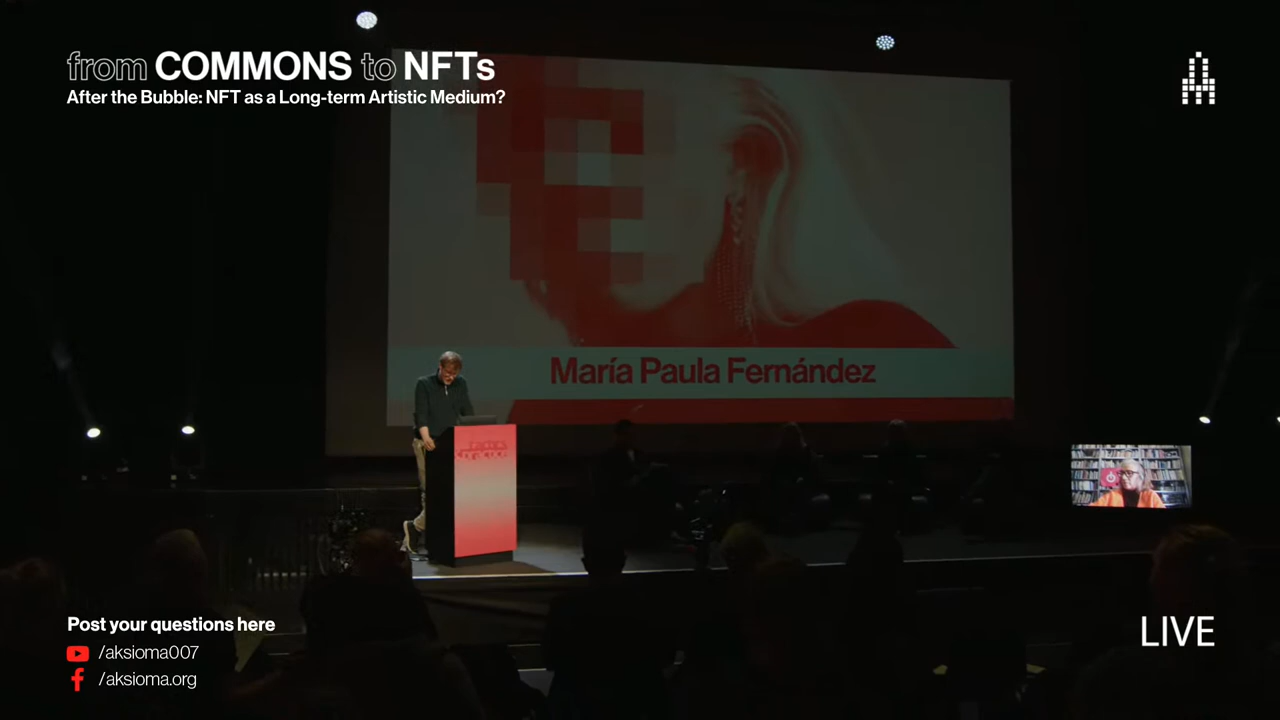 from COMMONS to NFTs
After the Bubble: NFT as a Long-term Artistic Medium?
María Paula Fernández
tactics
Post your questions here
/aksioma007
/aksioma.org
LIVE